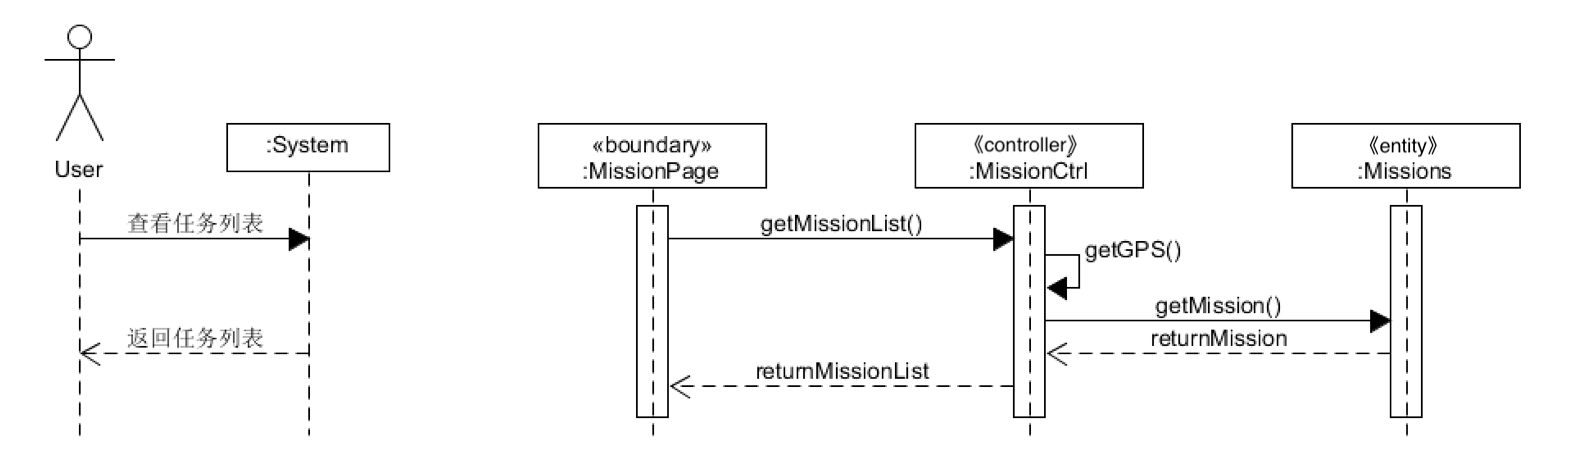 User
:System
«boundary»
:MissionPage
《controller》
:MissionCtrl
《entity》
:Missions
查看任务列表
getMissionList()
getGPS()
getMission()
返回任务列表
returnMission
returnMissionList